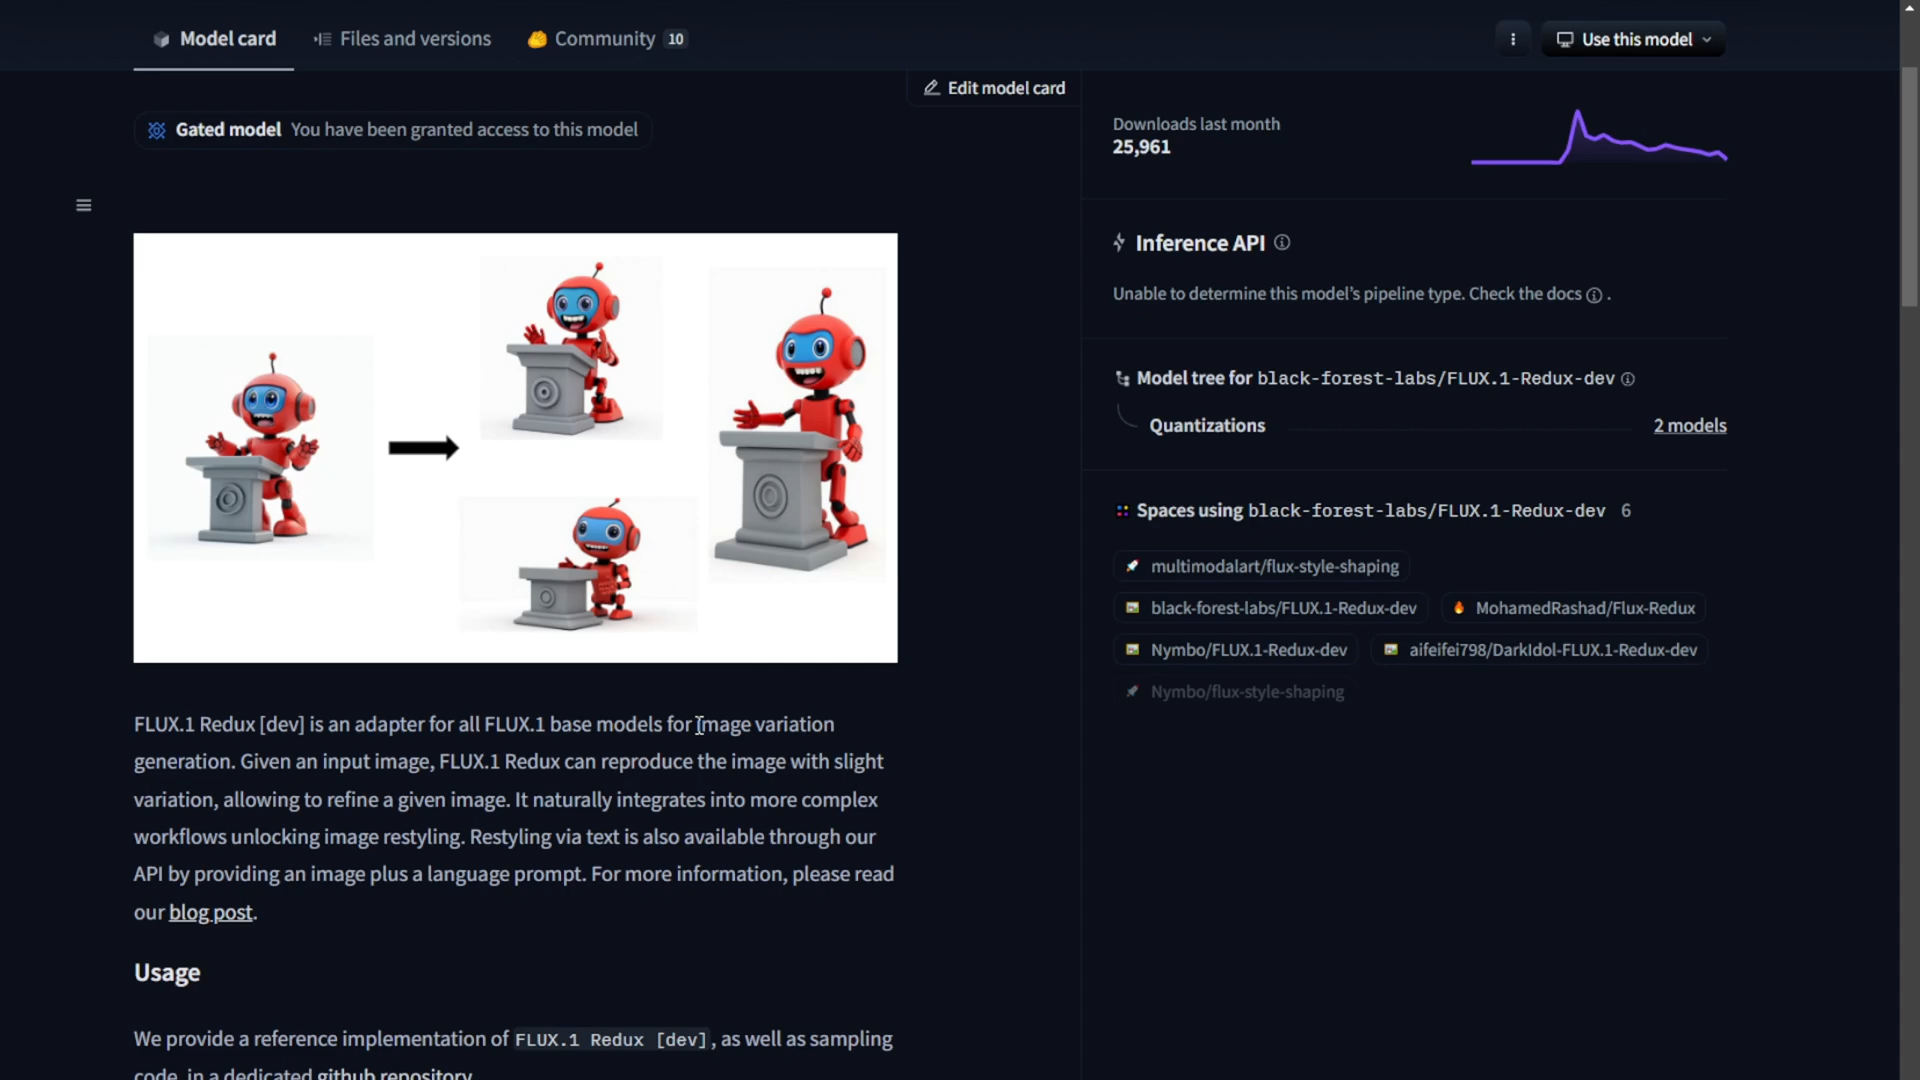 Model card
Files and versions
Community 10
Use this model
Edit model card
Gated model You have been granted access to this model
Downloads last month
25,961
Inference API
Unable to determine this model's pipeline type. Check the docs .
Model tree for black-forest-labs/FLUX.1-Redux-dev
Quantizations
2 models
Spaces using black-forest-labs/FLUX.1-Redux-dev 6
multimodalart/flux-style-shaping
black-forest-labs/FLUX.1-Redux-dev
MohamedRashad/Flux-Redux
Nymbo/FLUX.1-Redux-dev
aifeifei798/DarkIdol-FLUX.1-Redux-dev
Nymbo/flux-style-shaping
FLUX.1 Redux [dev] is an adapter for all FLUX.1 base models for image variation
generation. Given an input image, FLUX.1 Redux can reproduce the image with slight
variation, allowing to refine a given image. It naturally integrates into more complex
workflows unlocking image restyling. Restyling via text is also available through our
API by providing an image plus a language prompt. For more information, please read
our blog post.
Usage
We provide a reference implementation of FLUX.1 Redux [dev], as well as sampling
code, in a dedicated github repository.